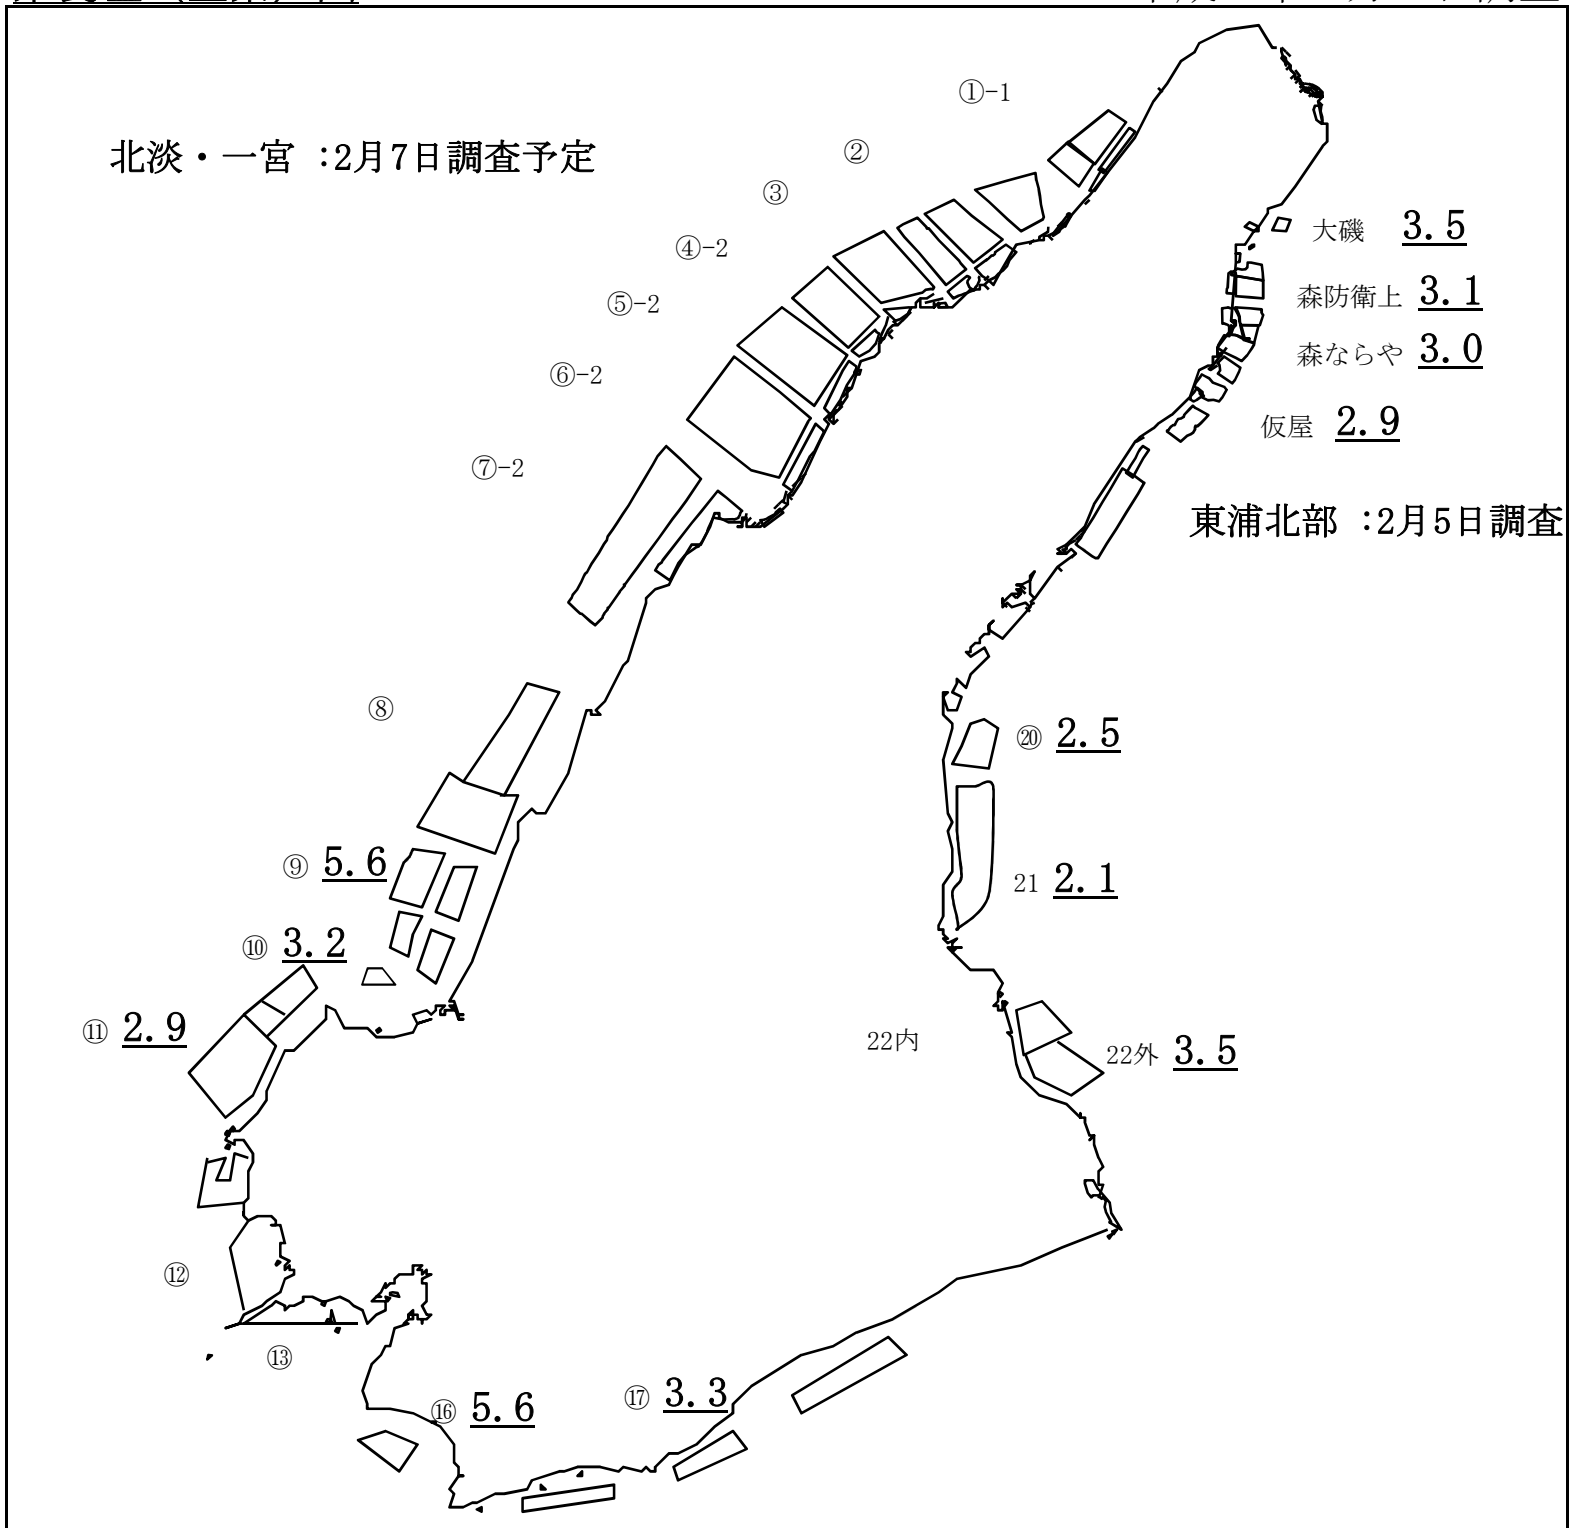 ①-1
北淡・一宮 :2月7日調査予定
②
③
④-2
大磯 3.5
⑤-2
森防衛上 3.1
森ならや 3.0
⑥-2
仮屋 2.9
⑦-2
東浦北部 :2月5日調査
⑧
⑳ 2.5
⑨ 5.6
21 2.1
⑩ 3.2
⑪ 2.9
22内
22外 3.5
⑫
⑬
⑰ 3.3
⑯ 5.6